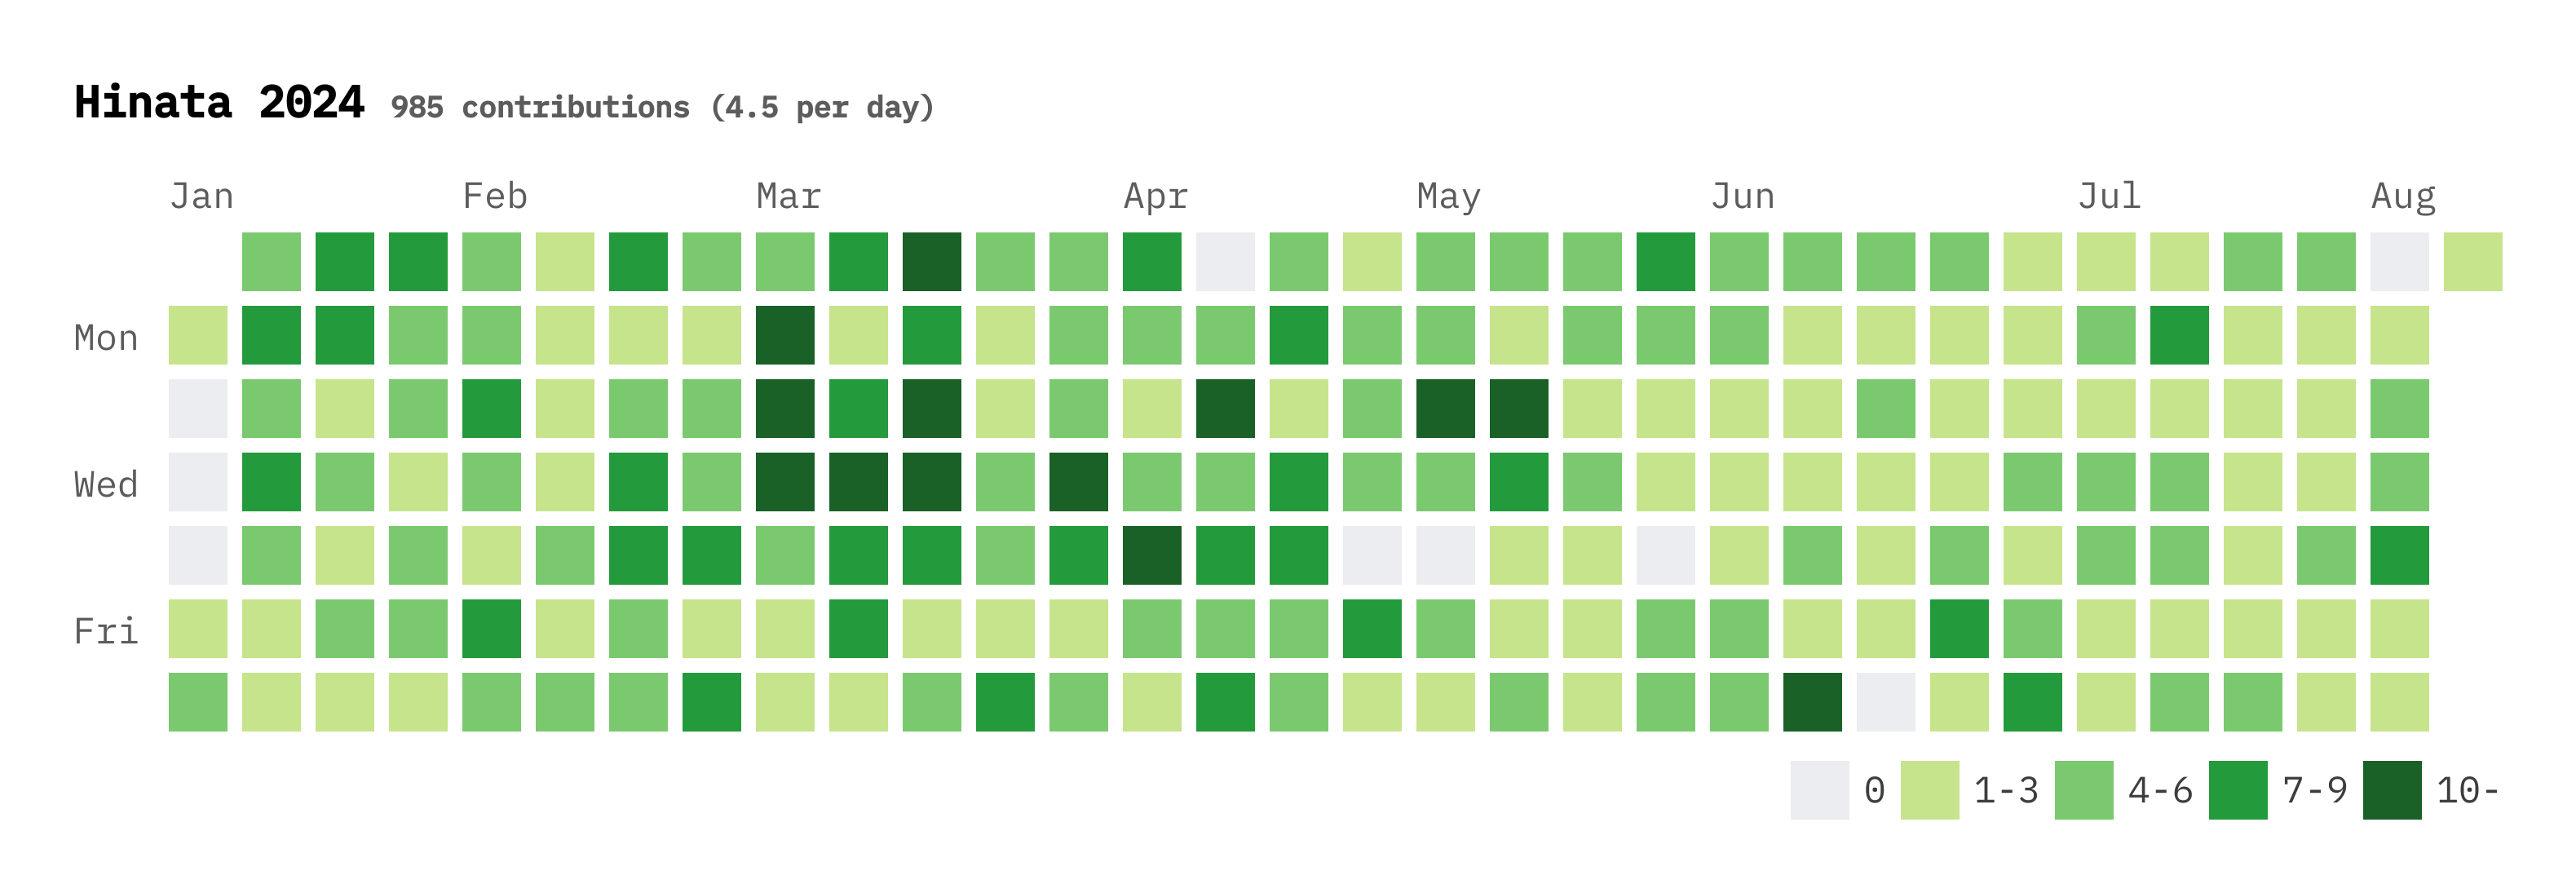 Hinata 2024 985 contributions (4.5 per day)
Jan Feb Mar Apr May Jun Jul Aug
Mon
Wed
Fri
0 1-3 4-6 7-9 10-